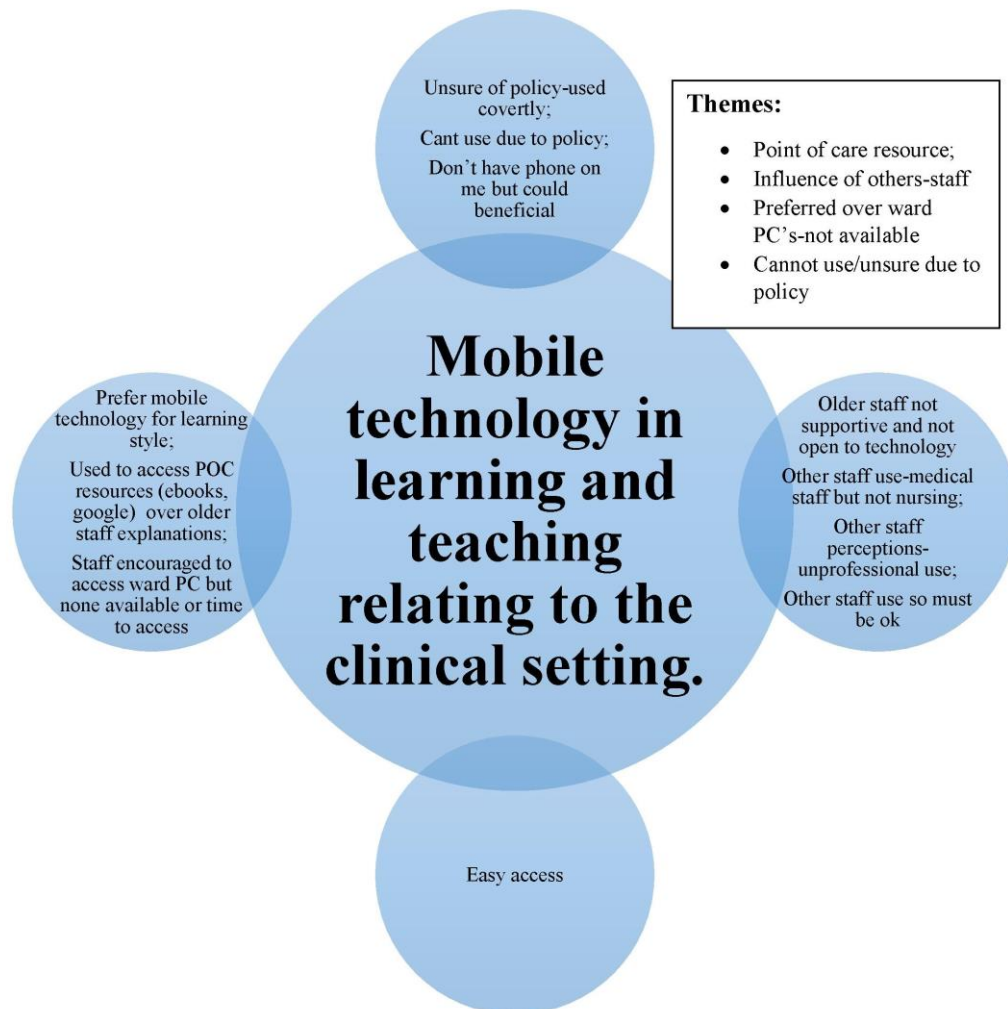 Unsure of policy-used
covertly;
Cant use due to policy;
Don’t have phone on
me but could
beneficial
Themes:
• Point of care resource;
• Influence of others-staff
• Preferred over ward
PC’s-not available
• Cannot use/unsure due to
policy
Prefer mobile
technology for learning
style;
Used to access POC
resources (ebooks,
google) over older
staff explanations;
Staff encouraged to
access ward PC but
none available or time
to access
Mobile
technology in
learning and
teaching
relating to the
clinical setting.
Older staff not
supportive and not
open to technology
Other staff use-medical
staff but not nursing;
Other staff
perceptions-
unprofessional use;
Other staff use so must
be ok
Easy access